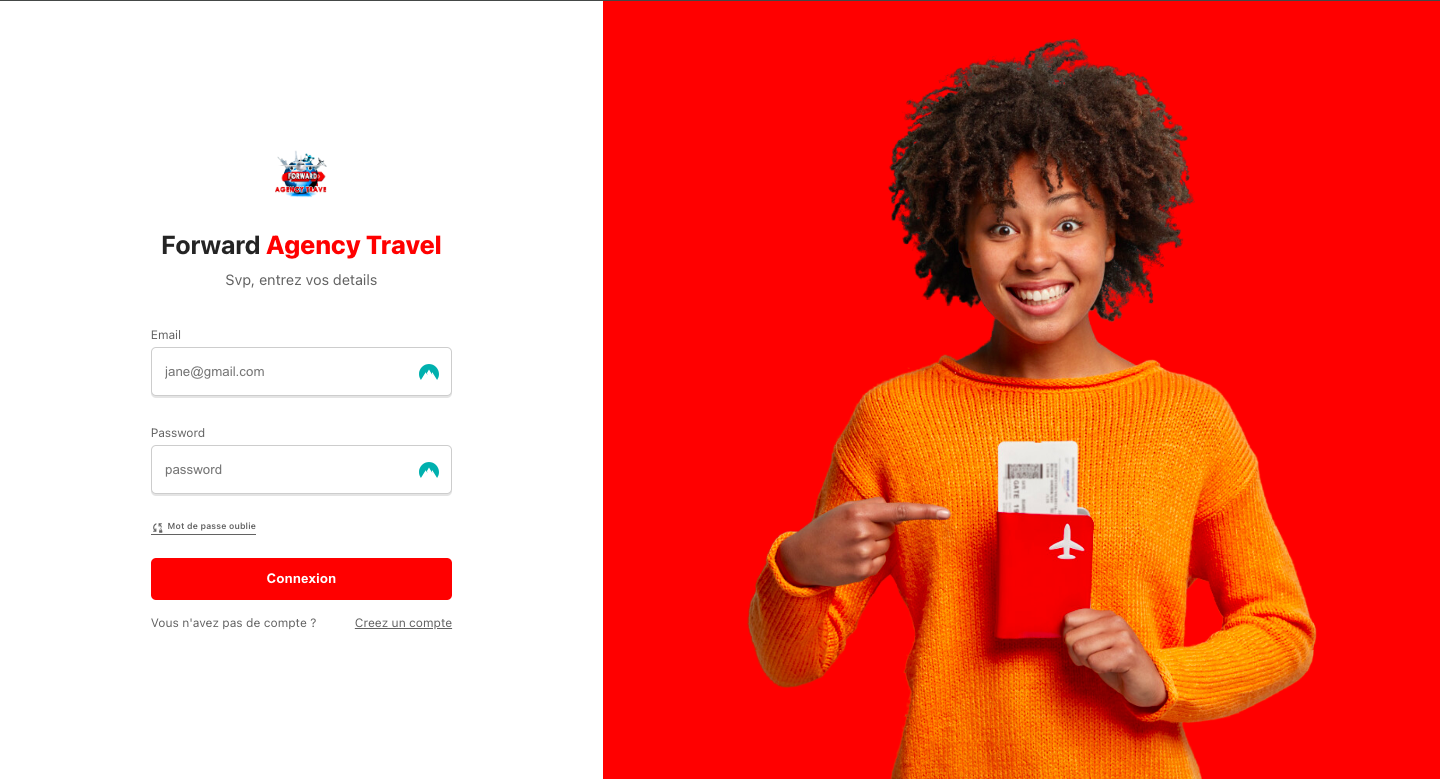 FORWARD
AGENCY TRAVE
Forward Agency Travel
Svp, entrez vos details
Email
jane@gmail.com
Password
password
Mot de passe oublie
Connexion
Vous n'avez pas de compte ? Creez un compte
GATE